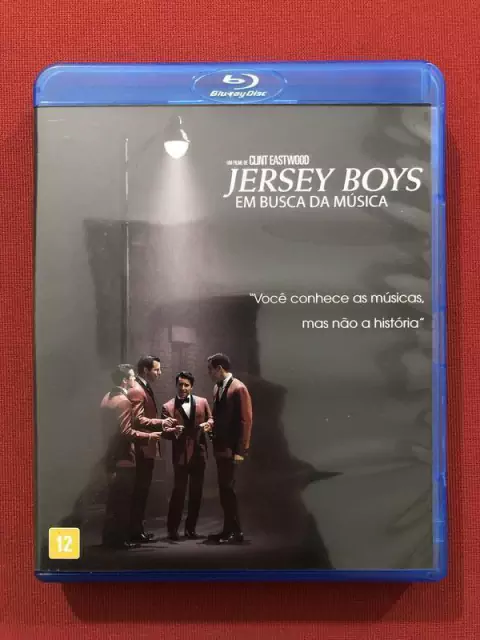 Blu-ray Disc
UM FILME DE CLINT EASTWOOD
JERSEY BOYS
EM BUSCA DA MÚSICA
"Você conhece as músicas,
mas não a história"
12